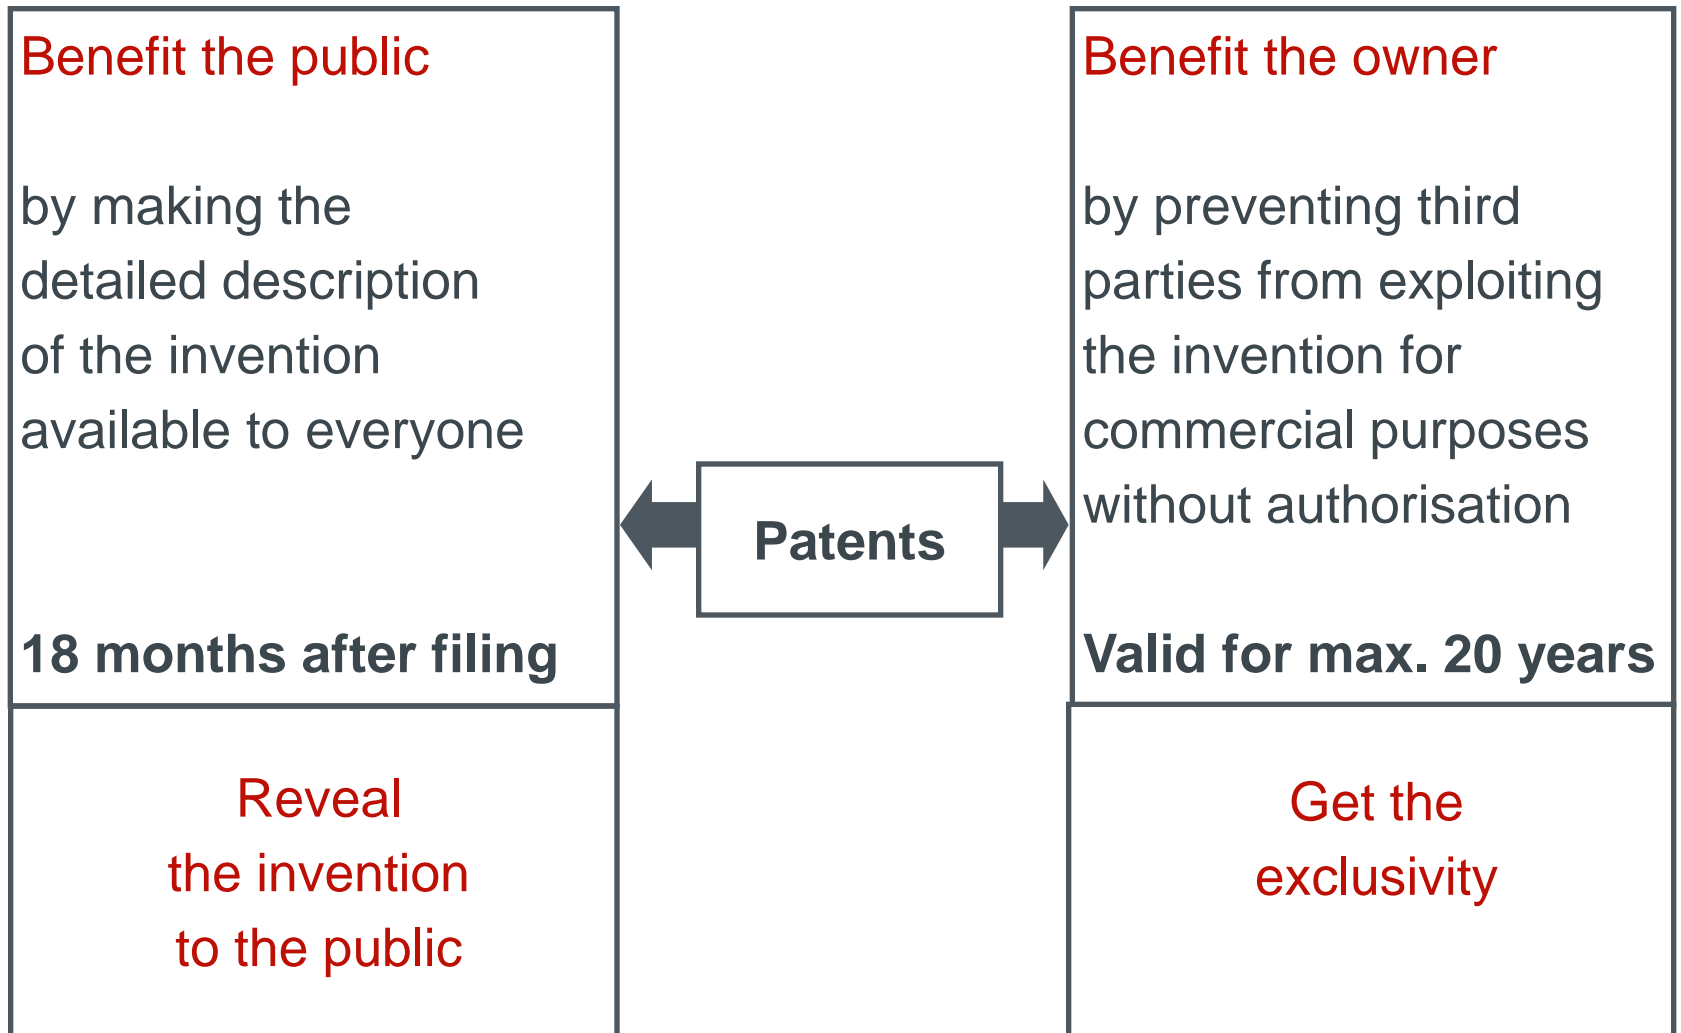 Benefit the public
by making the
detailed description
of the invention
available to everyone
18 months after filing
Reveal
the invention
to the public
Patents
Benefit the owner
by preventing third
parties from exploiting
the invention for
commercial purposes
without authorisation
Valid for max. 20 years
Get the
exclusivity